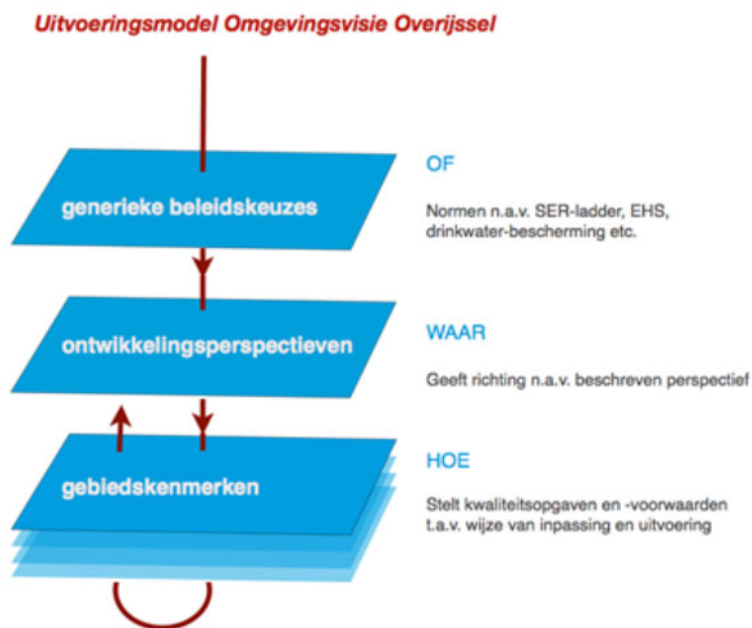 Uitvoeringsmodel Omgevingsvisie Overijssel
generieke beleidskeuzes
OF
Normen n.a.v. SER-ladder, EHS,
drinkwater-bescherming etc.
ontwikkelingsperspectieven
WAAR
Geeft richting n.a.v. beschreven perspectief
gebiedskenmerken
HOE
Stelt kwaliteitsopgaven en -voorwaarden
t.a.v. wijze van inpassing en uitvoering